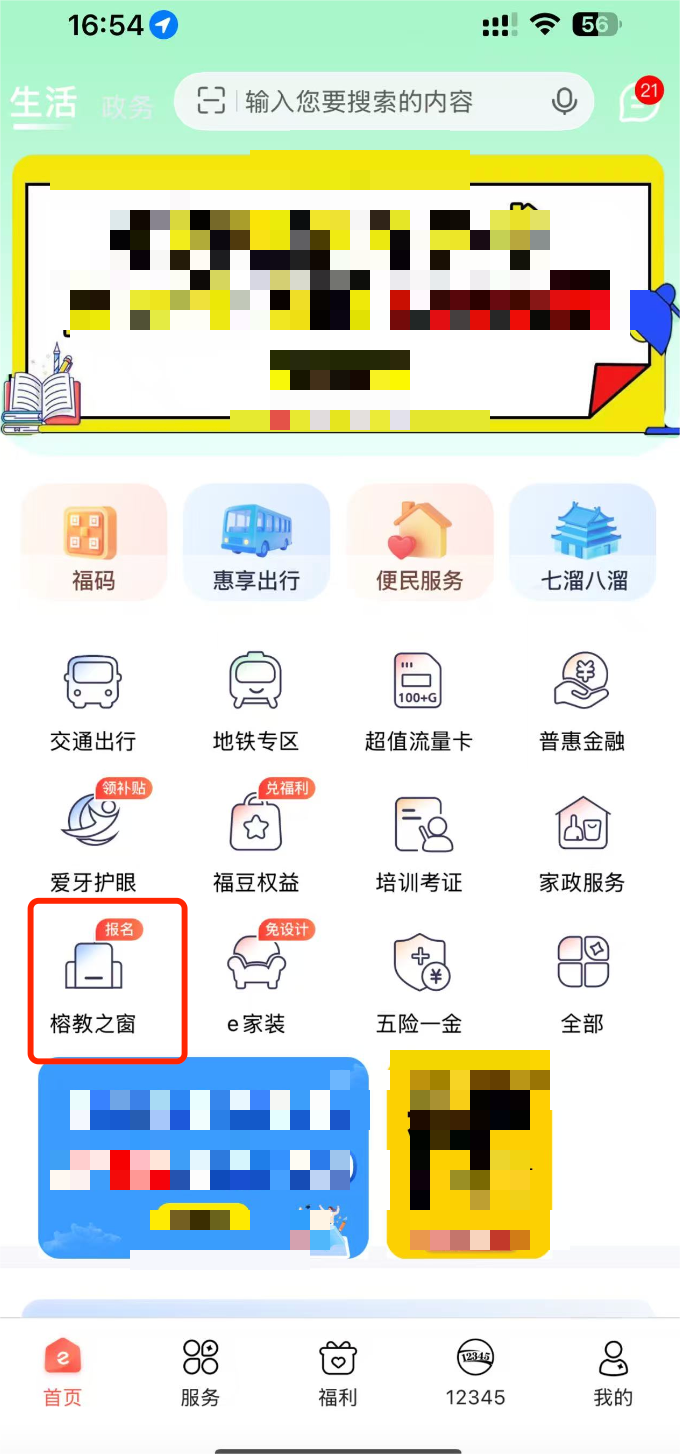 16:54
56
生活 政务 输入您要搜索的内容 21
福码 惠享出行 便民服务 七溜八溜
100+G
交通出行 地铁专区 超值流量卡 普惠金融
领补贴 兑福利
爱牙护眼 福豆权益 培训考证 家政服务
报名 免设计
榕教之窗 e家装 五险一金 全部
12345
首页 服务 福利 12345 我的